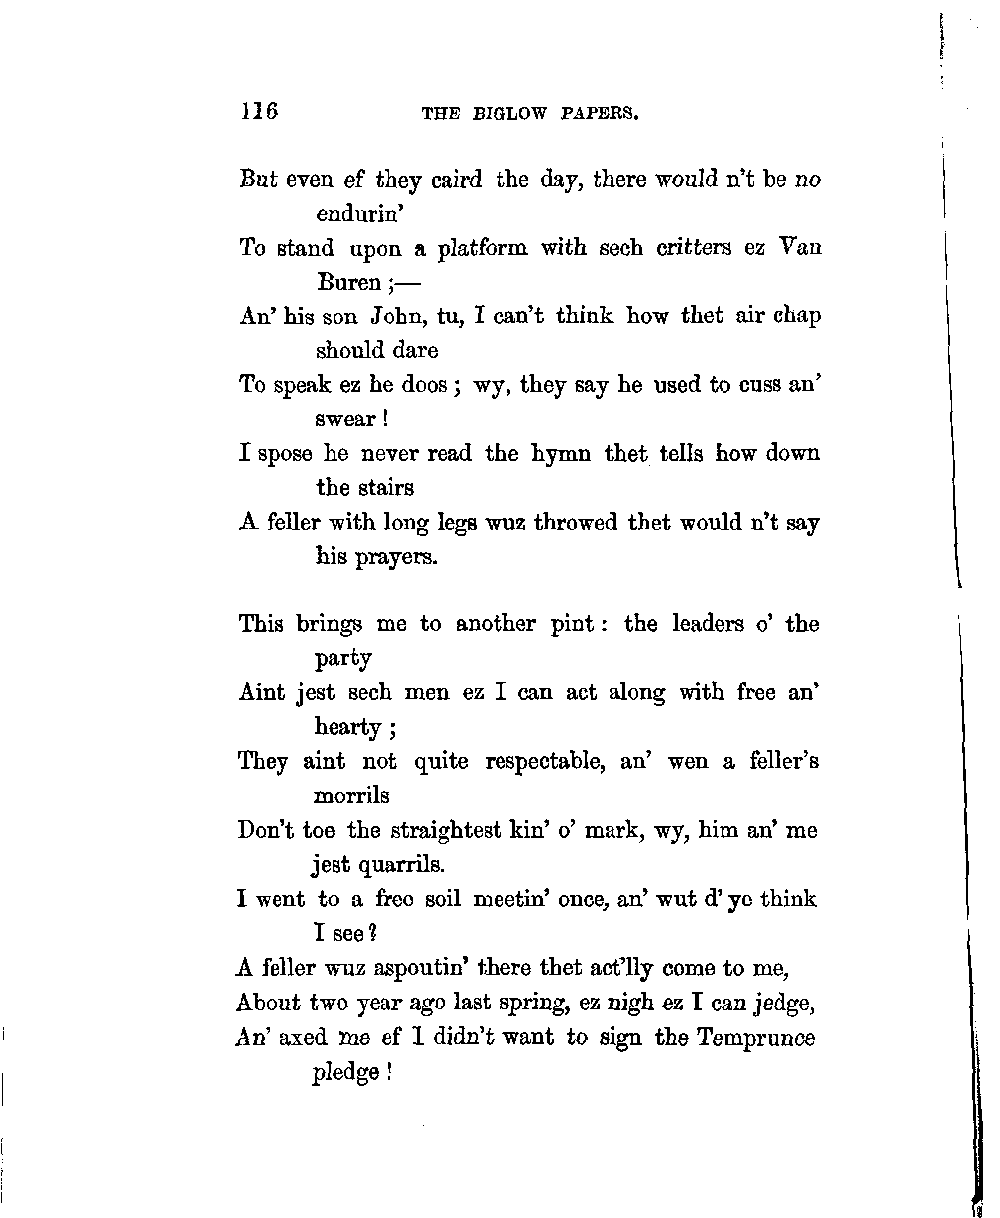 116 THE BIGLOW PAPERS.
But even ef they caird the day, there would n't be no
endurin'
To stand upon a platform with sech critters ez Van
Buren ;—
An' his son John, tu, I can't think how thet air chap
should dare
To speak ez he doos ; wy, they say he used to cuss an'
swear !
I spose he never read the hymn thet tells how down
the stairs
A feller with long legs wuz throwed thet would n't say
his prayers.
This brings me to another pint : the leaders o' the
party
Aint jest sech men ez I can act along with free an'
hearty ;
They aint not quite respectable, an' wen a feller's
morrils
Don't toe the straightest kin' o' mark, wy, him an' me
jest quarrils.
I went to a free soil meetin' once, an' wut d' ye think
I see ?
A feller wuz aspoutin' there thet act'lly come to me,
About two year ago last spring, ez nigh ez I can jedge,
An' axed me ef I didn't want to sign the Temprunce
pledge !